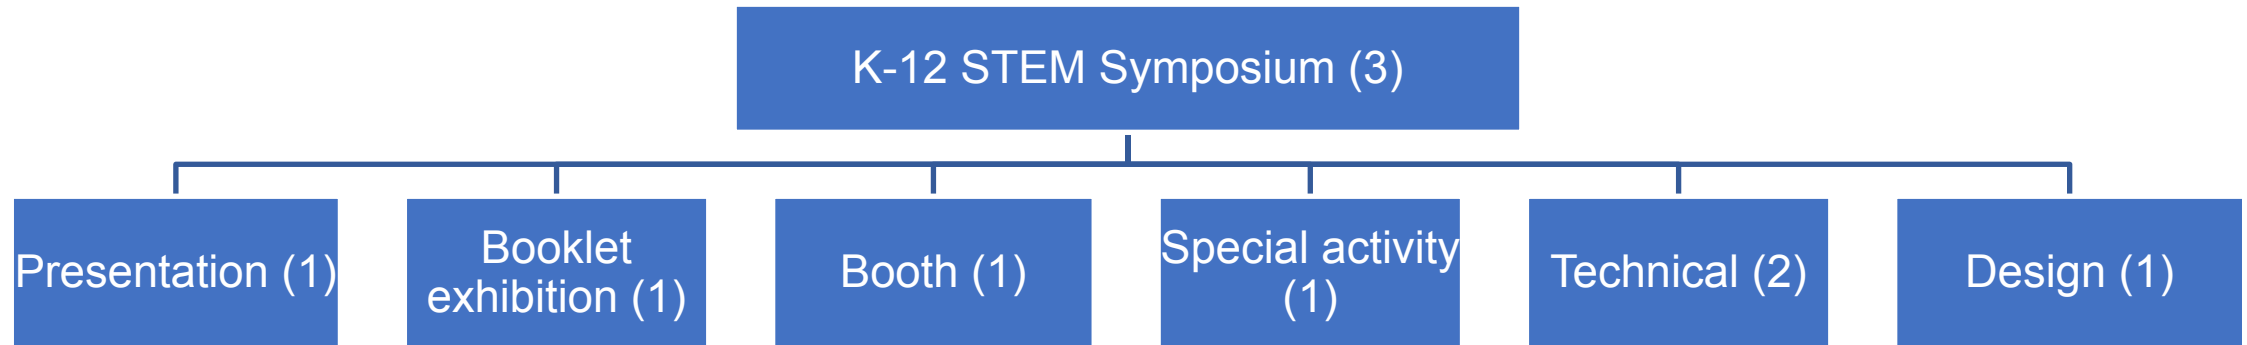 K-12 STEM Symposium (3)
Presentation (1)
Booklet
exhibition (1)
Booth (1)
Special activity
(1)
Technical (2)
Design (1)